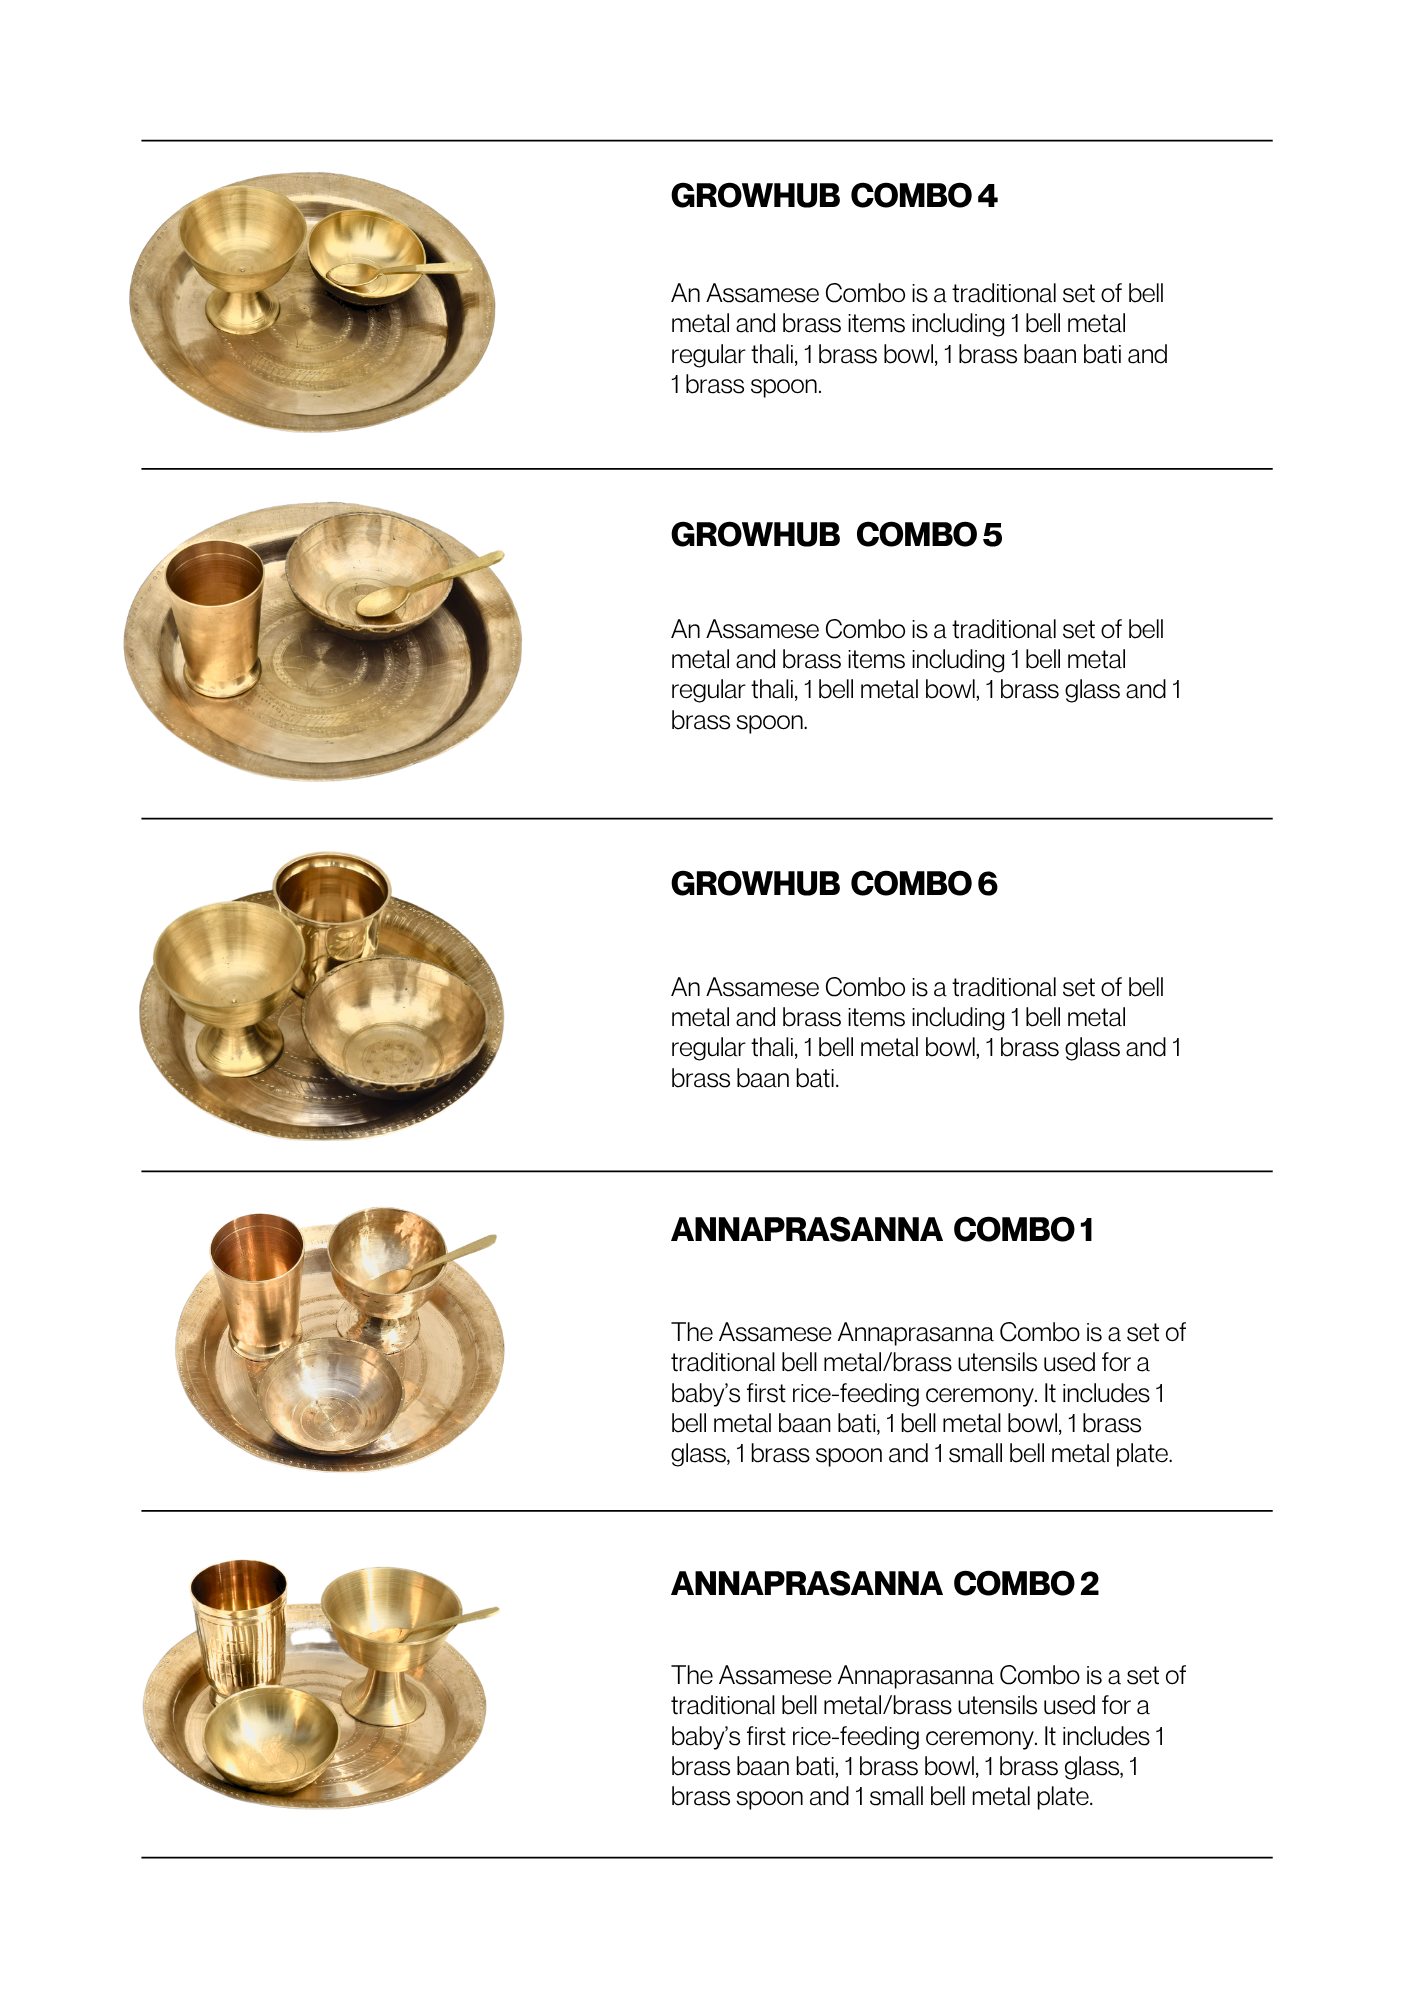 GROWHUB COMBO 4
An Assamese Combo is a traditional set of bell
metal and brass items including 1 bell metal
regular thali, 1 brass bowl, 1 brass baan bati and
1 brass spoon.
GROWHUB COMBO 5
An Assamese Combo is a traditional set of bell
metal and brass items including 1 bell metal
regular thali, 1 bell metal bowl, 1 brass glass and 1
brass spoon.
GROWHUB COMBO 6
An Assamese Combo is a traditional set of bell
metal and brass items including 1 bell metal
regular thali, 1 bell metal bowl, 1 brass glass and 1
brass baan bati.
ANNAPRASANNA COMBO 1
The Assamese Annaprasanna Combo is a set of
traditional bell metal/brass utensils used for a
baby’s first rice-feeding ceremony. It includes 1
bell metal baan bati, 1 bell metal bowl, 1 brass
glass, 1 brass spoon and 1 small bell metal plate.
ANNAPRASANNA COMBO 2
The Assamese Annaprasanna Combo is a set of
traditional bell metal/brass utensils used for a
baby’s first rice-feeding ceremony. It includes 1
brass baan bati, 1 brass bowl, 1 brass glass, 1
brass spoon and 1 small bell metal plate.